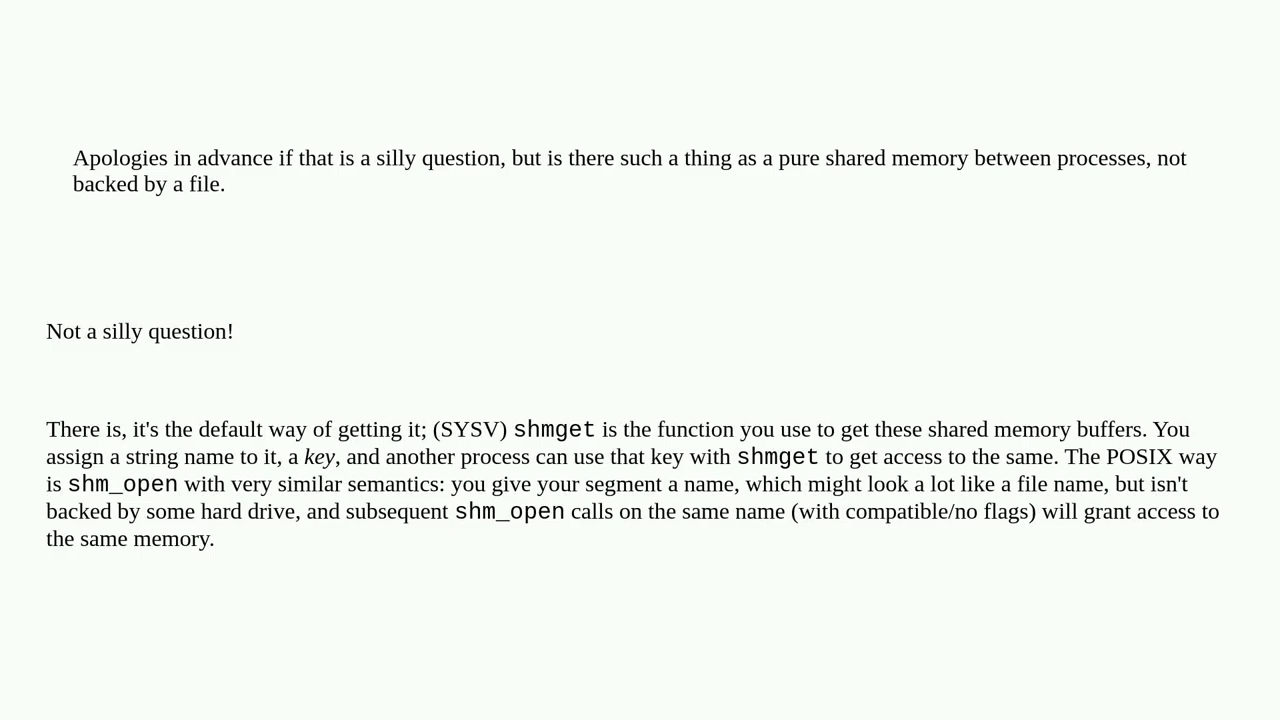 Apologies in advance if that is a silly question, but is there such a thing as a pure shared memory between processes, not
backed by a file.
Not a silly question!
There is, it's the default way of getting it; (SYSV) shmget is the function you use to get these shared memory buffers. You
assign a string name to it, a key, and another process can use that key with shmget to get access to the same. The POSIX way
is shm_open with very similar semantics: you give your segment a name, which might look a lot like a file name, but isn't
backed by some hard drive, and subsequent shm_open calls on the same name (with compatible/no flags) will grant access to
the same memory.